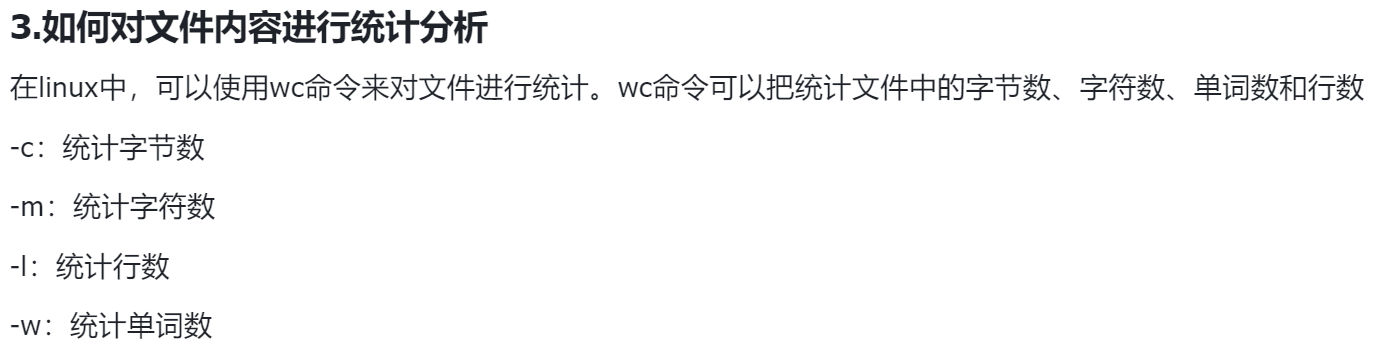 3.如何对文件内容进行统计分析
在linux中，可以使用wc命令来对文件进行统计。wc命令可以把统计文件中的字节数、字符数、单词数和行数
-c：统计字节数
-m：统计字符数
-l：统计行数
-w：统计单词数